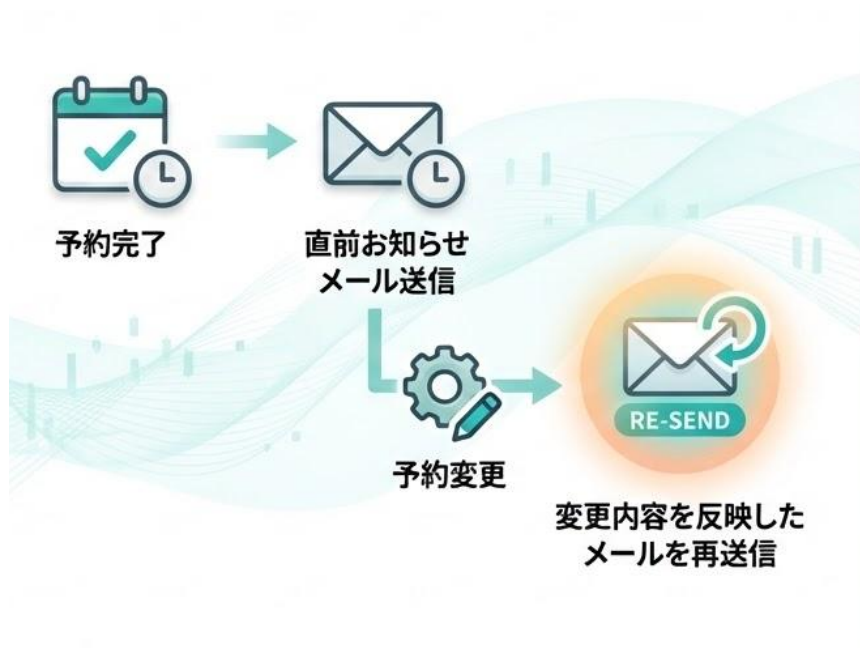 予約完了
直前お知らせ
メール送信
予約変更
RE-SEND
変更内容を反映した
メールを再送信